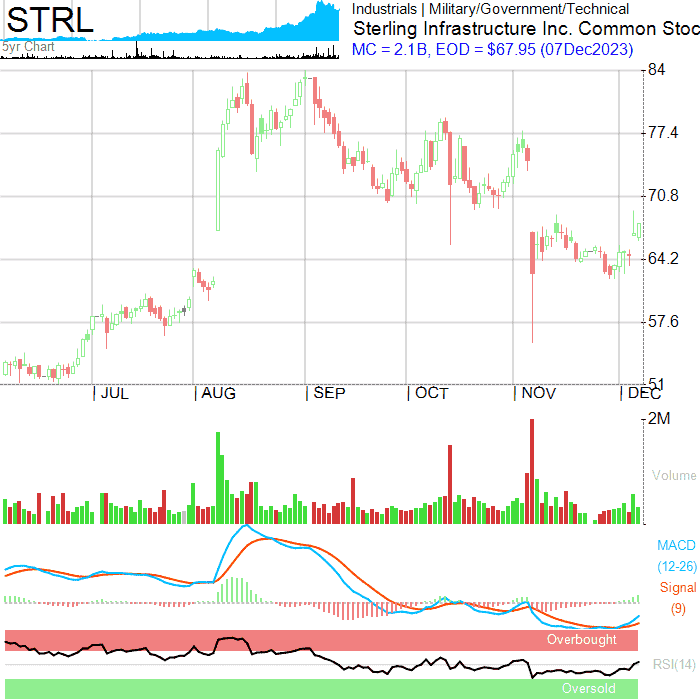 STRL
5yr Chart
Industrials | Military/Government/Technical
Sterling Infrastructure Inc. Common Stoc
MC = 2.1B, EOD = $67.95 (07Dec2023)
84
77.4
70.8
64.2
57.6
51
| JUL | AUG | SEP | OCT | NOV | DEC
2M
Volume
MACD
(12-26)
Signal
(9)
Overbought
RSI(14)
Oversold